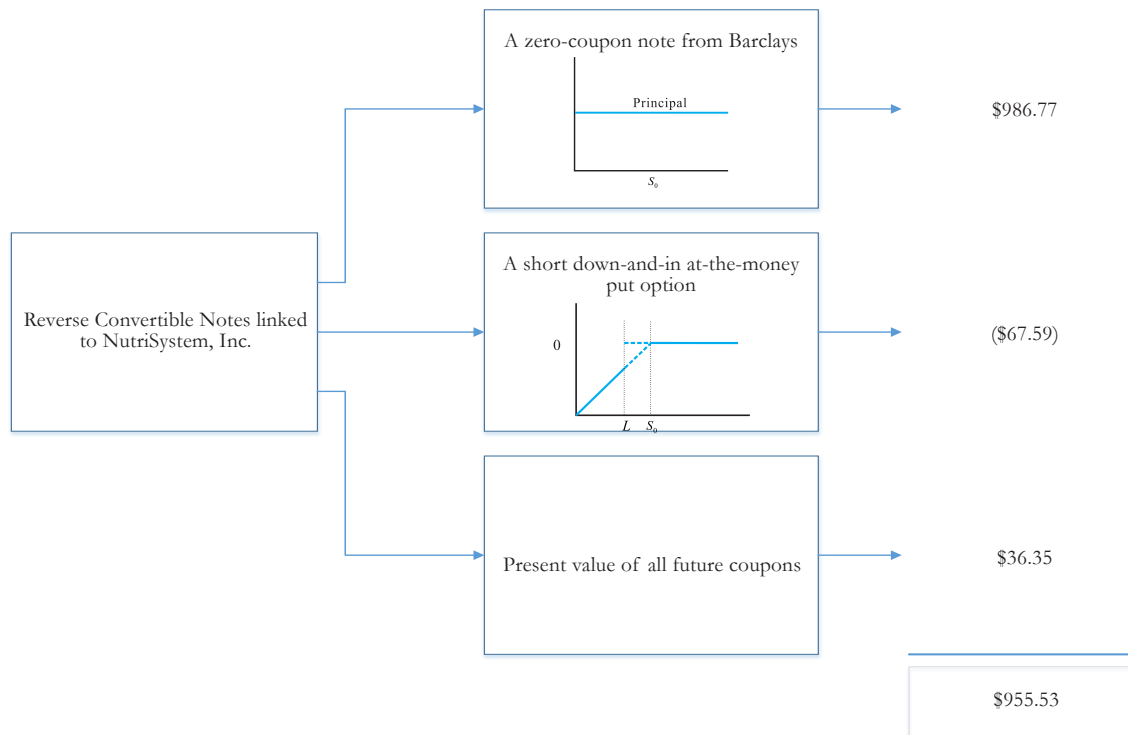 A zero-coupon note from Barclays
Principal
S₀
$986.77
Reverse Convertible Notes linked
to NutriSystem, Inc.
A short down-and-in at-the-money
put option
0
L S₀
($67.59)
Present value of all future coupons
$36.35
$955.53